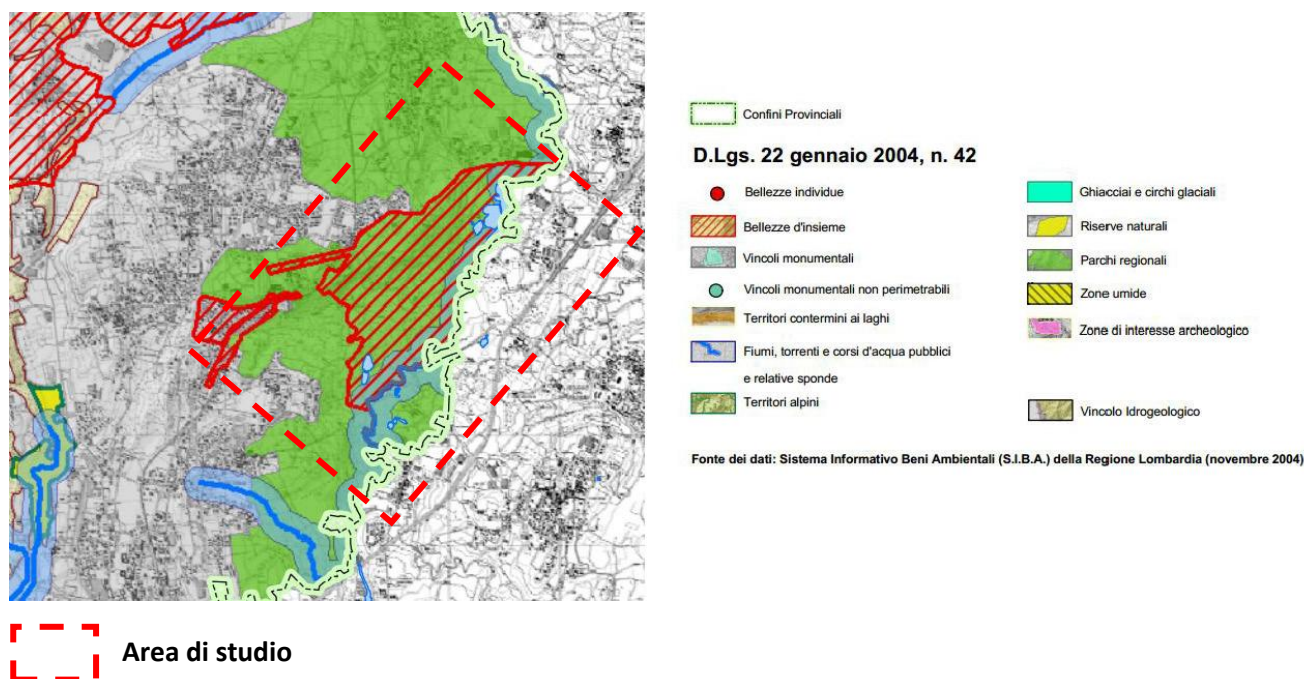 Confini Provinciali
D.Lgs. 22 gennaio 2004, n. 42
Bellezze individue
Bellezze d'insieme
Vincoli monumentali
Vincoli monumentali non perimetrabili
Territori contermini ai laghi
Fiumi, torrenti e corsi d'acqua pubblici
e relative sponde
Territori alpini
Ghiacciai e circhi glaciali
Riserve naturali
Parchi regionali
Zone umide
Zone di interesse archeologico
Vincolo Idrogeologico
Fonte dei dati: Sistema Informativo Beni Ambientali (S.I.B.A.) della Regione Lombardia (novembre 2004)
Area di studio